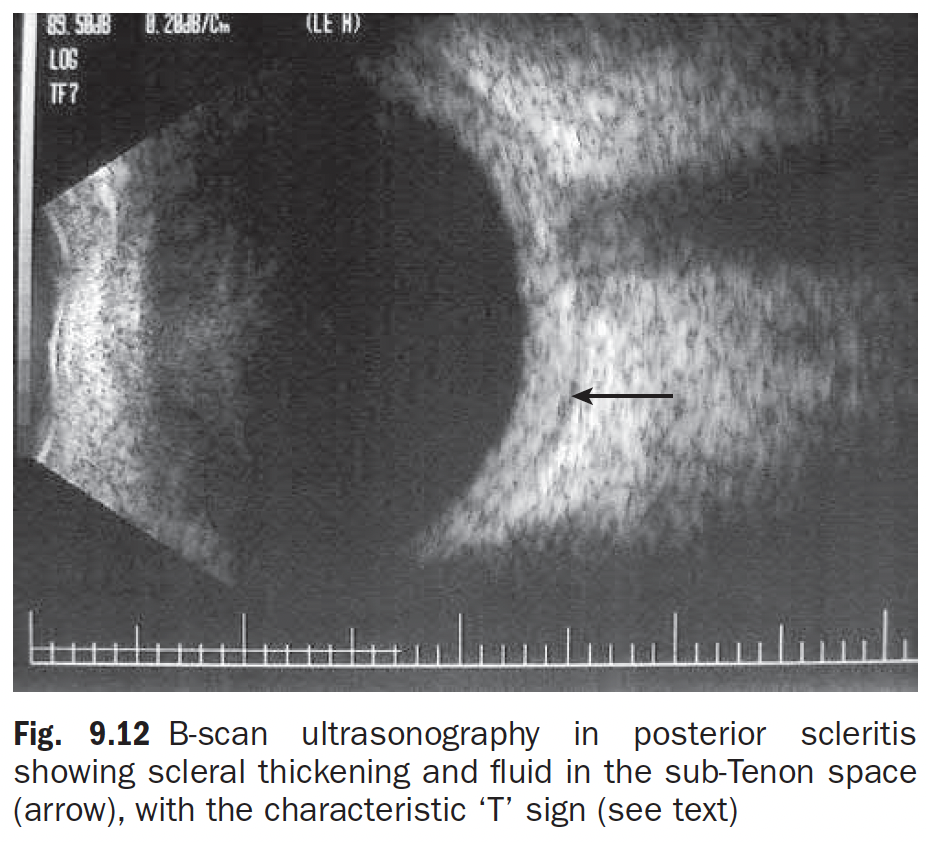 89.50dB 0.20dB/Cm (LE H)
LOG
TF7
Fig. 9.12 B-scan ultrasonography in posterior scleritis
showing scleral thickening and fluid in the sub-Tenon space
(arrow), with the characteristic ‘T’ sign (see text)